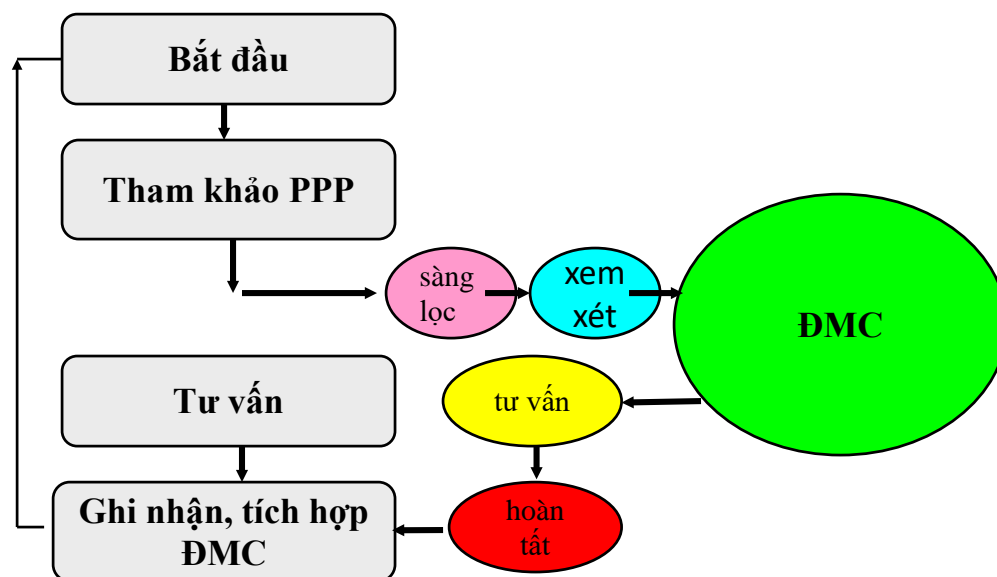 Bắt đầu
Tham khảo PPP
sàng
lọc
xem
xét
ĐMC
Tư vấn
tư vấn
Ghi nhận, tích hợp
ĐMC
hoàn
tất